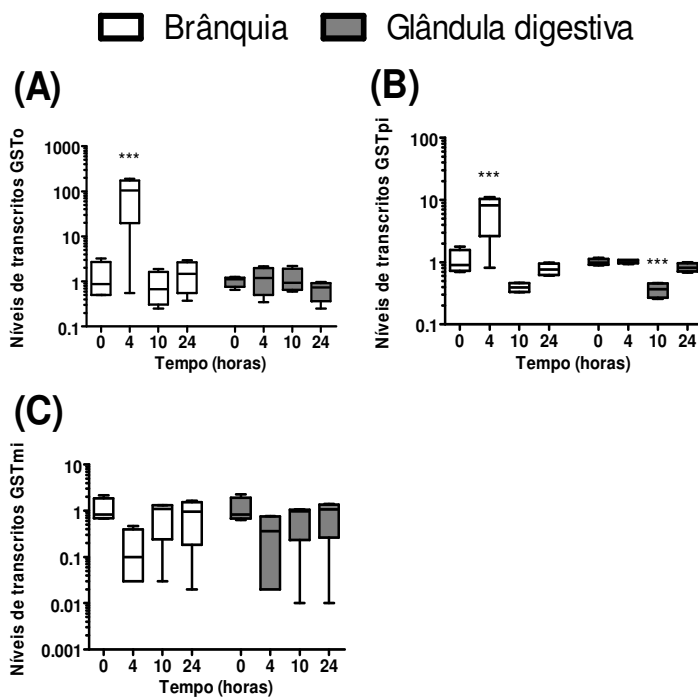 Brânquia Glândula digestiva
(A)
Níveis de transcritos GSTo
1000
100
10
1
0.1
***
0 4 10 24 0 4 10 24
Tempo (horas)
(B)
Níveis de transcritos GSTpi
100
10
1
0.1
***
***
0 4 10 24 0 4 10 24
Tempo (horas)
(C)
Níveis de transcritos GSTmi
10
1
0.1
0.01
0.001
0 4 10 24 0 4 10 24
Tempo (horas)